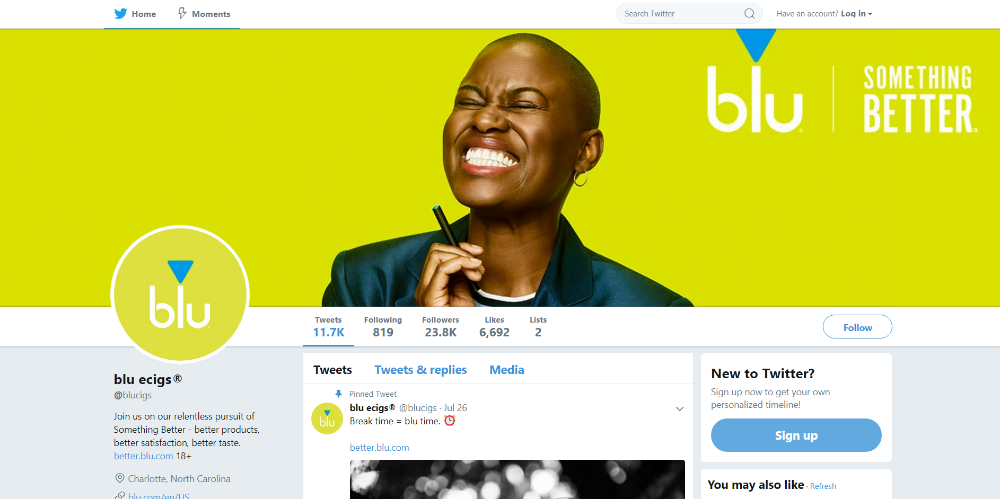 Home
Moments
Search Twitter
Have an account? Log in
blu®
SOMETHING
BETTER™
blu®
Tweets
11.7K
Following
819
Followers
23.8K
Likes
6,692
Lists
2
Follow
blu ecigs®
@blucigs
Join us on our relentless pursuit of
Something Better - better products,
better satisfaction, better taste.
better.blu.com 18+
Charlotte, North Carolina
blu.com/en/US
Tweets
Tweets & replies
Media
Pinned Tweet
blu
blu ecigs® @blucigs · Jul 26
Break time = blu time. ⏰
better.blu.com
New to Twitter?
Sign up now to get your own
personalized timeline!
Sign up
You may also like · Refresh